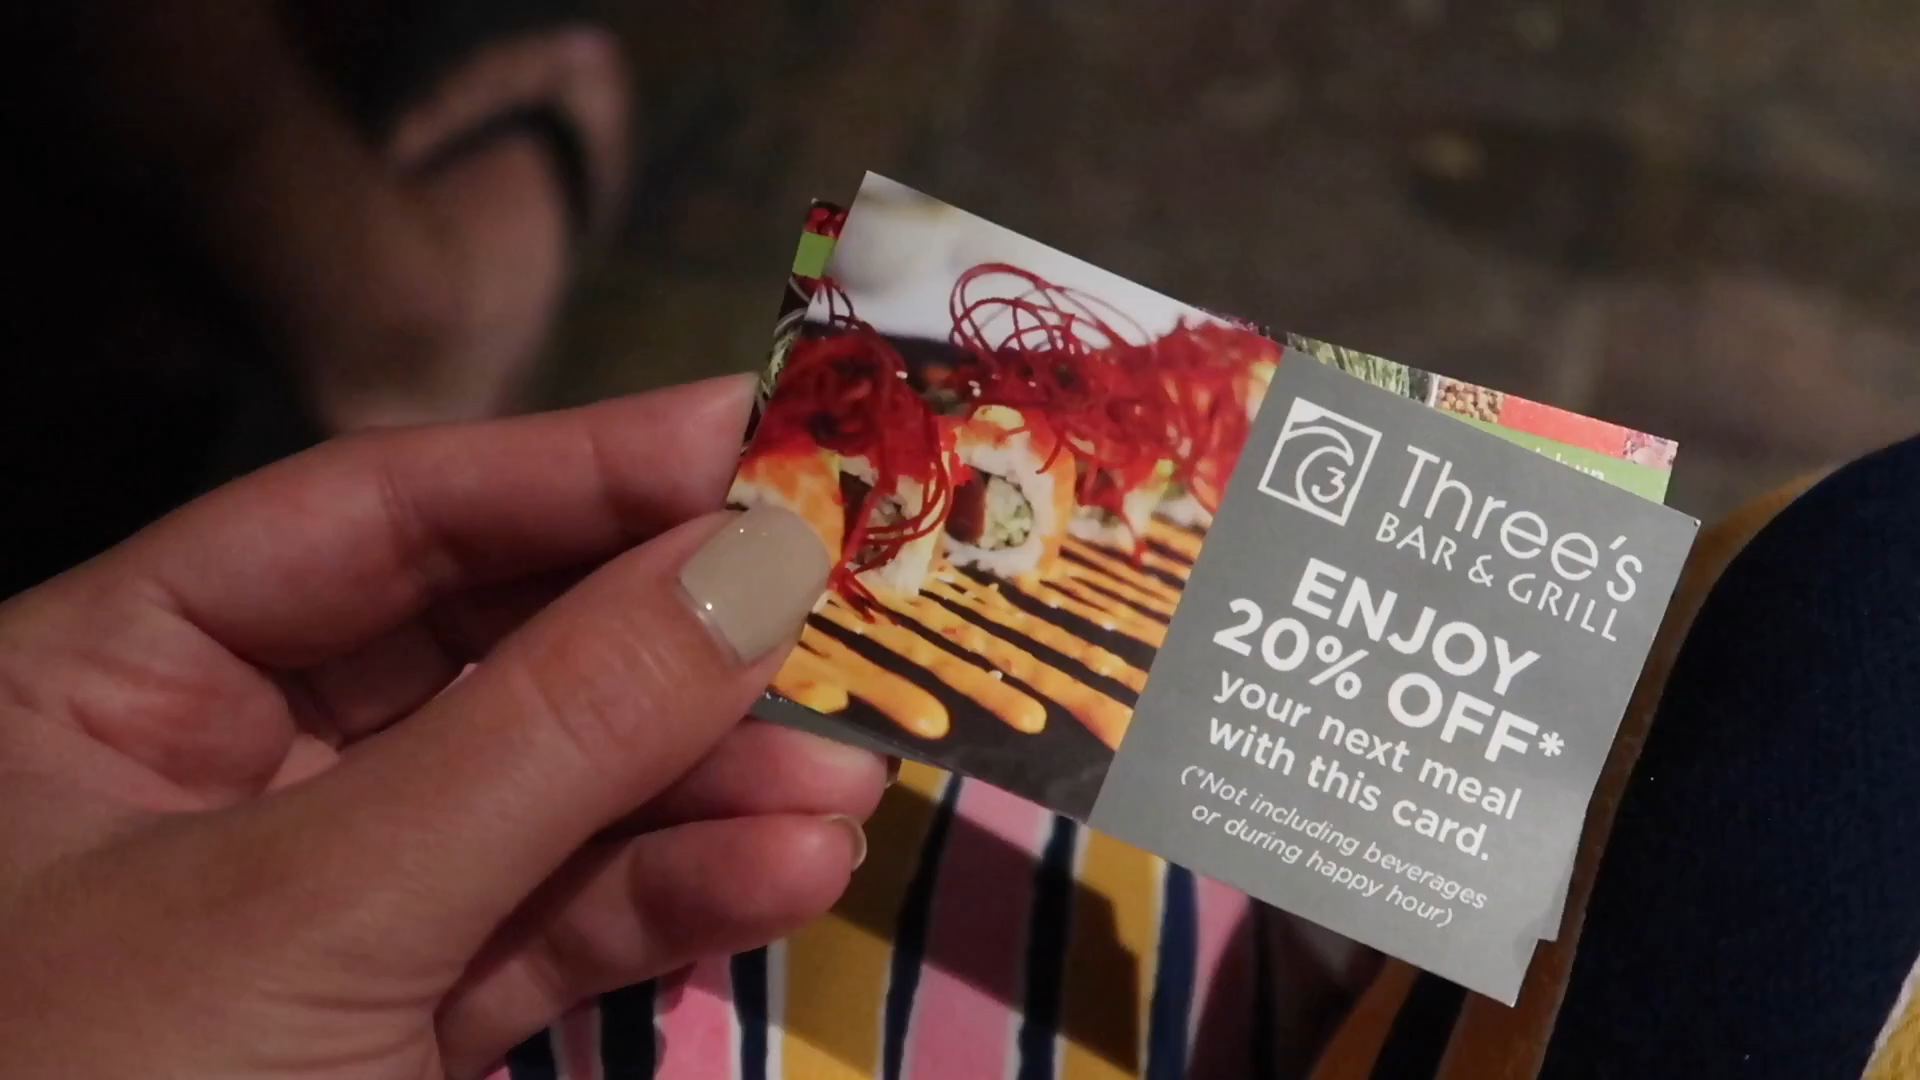 3
Three's
BAR & GRILL
ENJOY
20% OFF*
your next meal
with this card.
(*Not including beverages
or during happy hour)